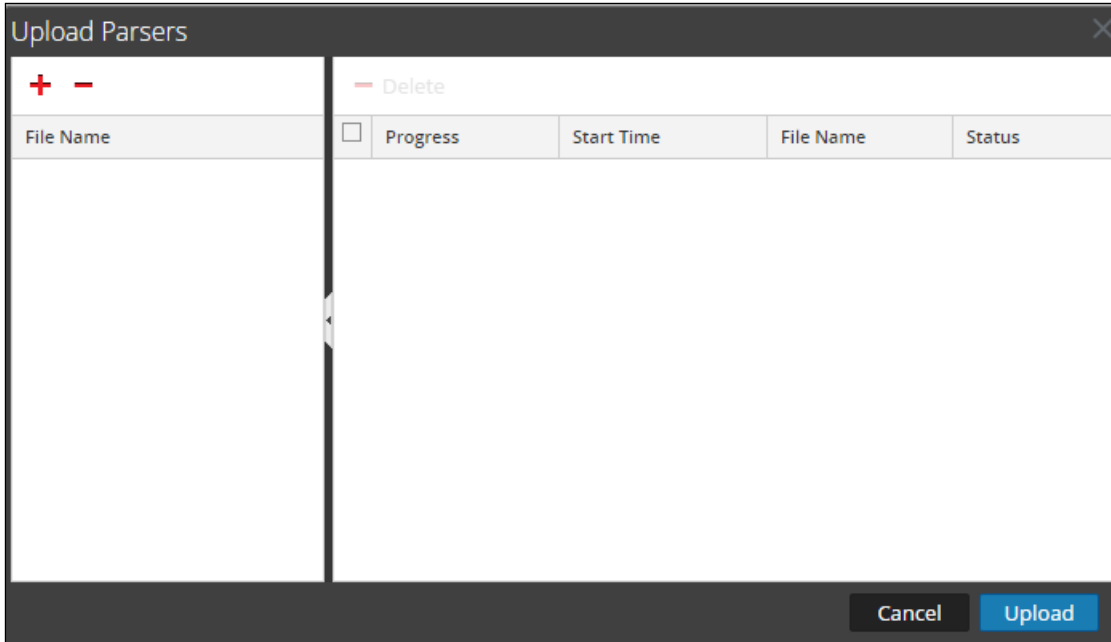 Upload Parsers
Delete
File Name
Progress Start Time File Name Status
Cancel Upload